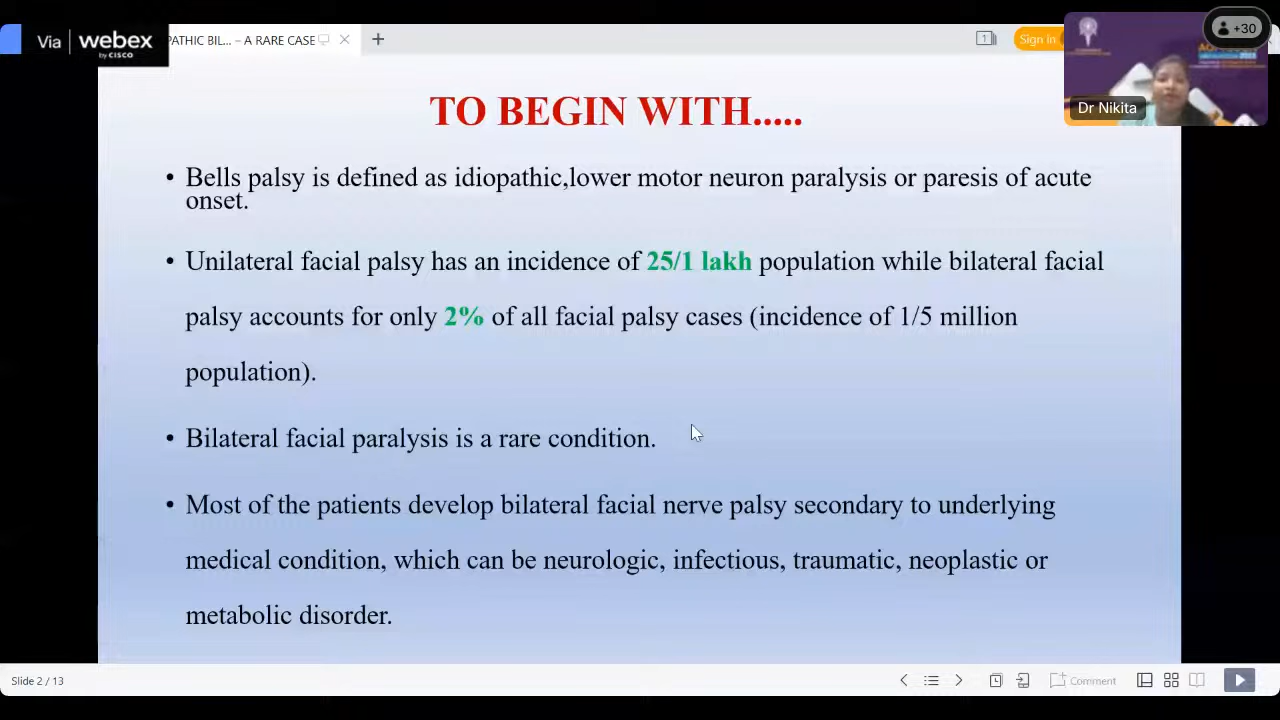 Via webex
by CISCO
PATHIC BIL... – A RARE CASE
1
Sign in
+30
Dr Nikita
TO BEGIN WITH.....
• Bells palsy is defined as idiopathic,lower motor neuron paralysis or paresis of acute
onset.
• Unilateral facial palsy has an incidence of 25/1 lakh population while bilateral facial
palsy accounts for only 2% of all facial palsy cases (incidence of 1/5 million
population).
• Bilateral facial paralysis is a rare condition.
• Most of the patients develop bilateral facial nerve palsy secondary to underlying
medical condition, which can be neurologic, infectious, traumatic, neoplastic or
metabolic disorder.
Slide 2 / 13
Comment